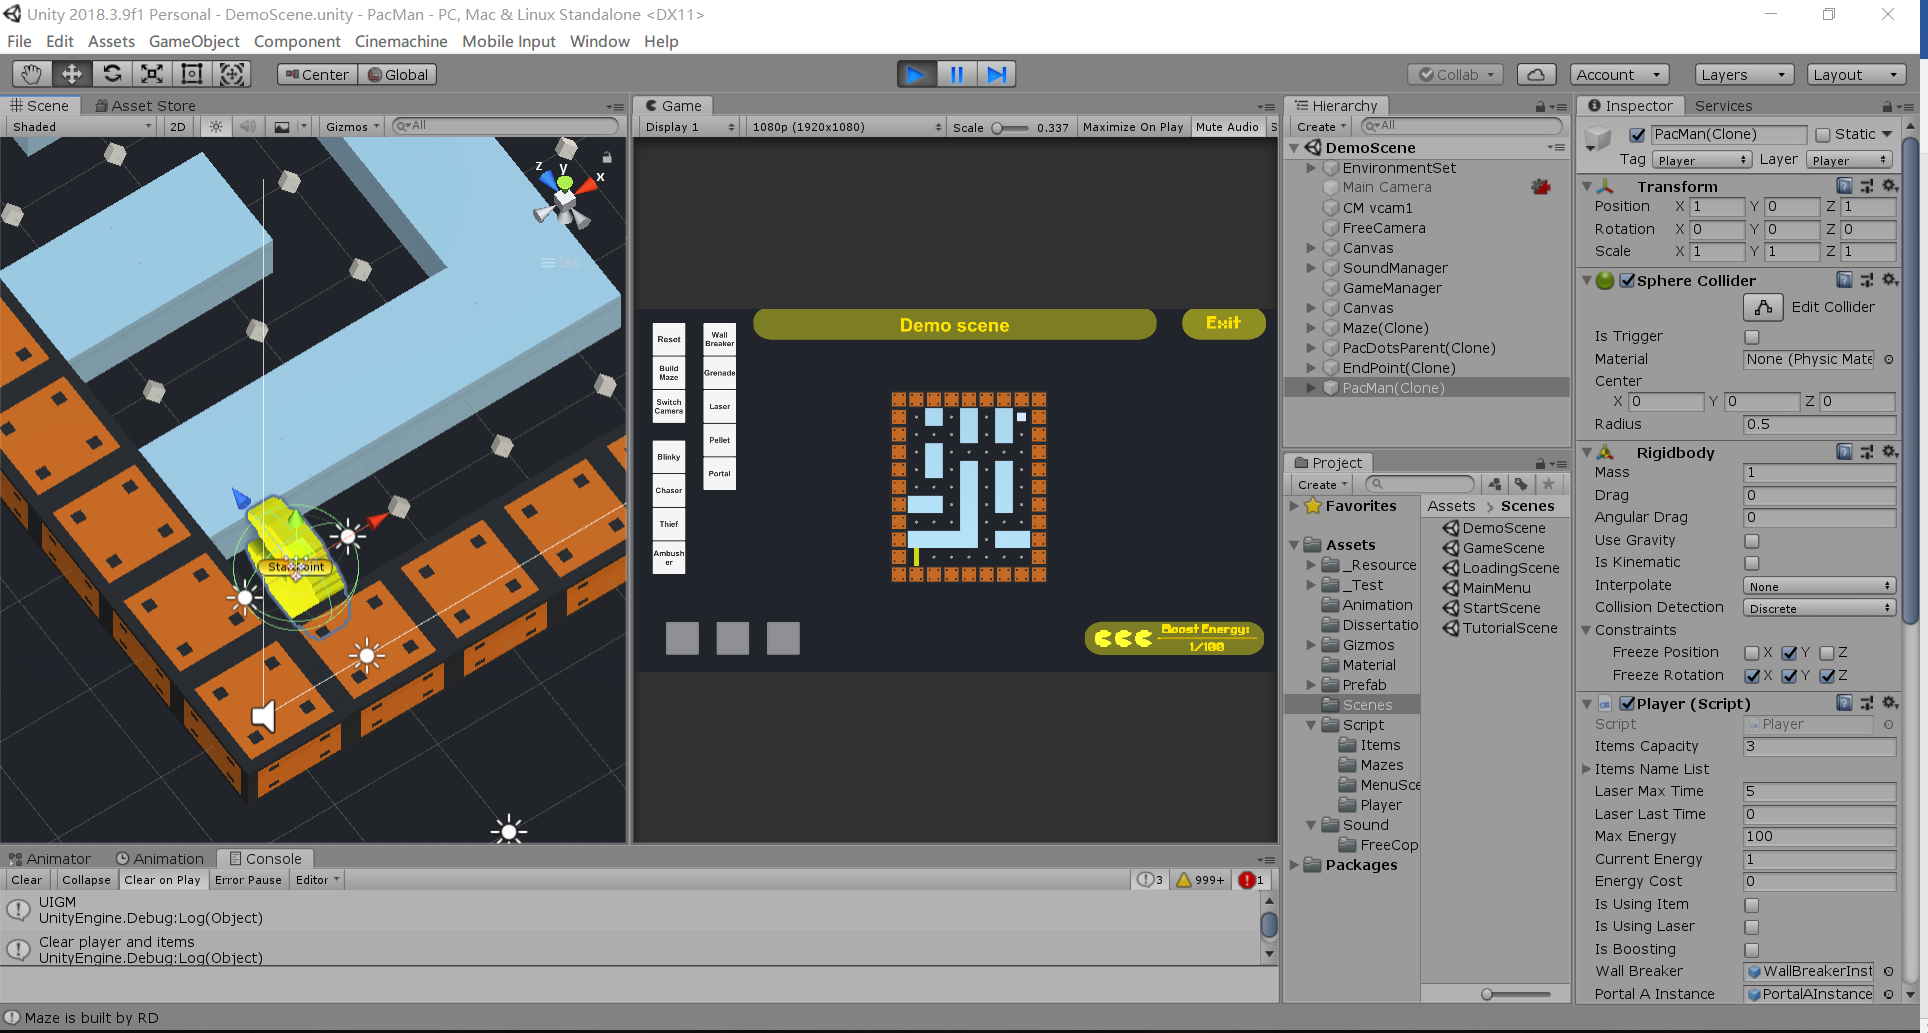 Unity 2018.3.9f1 Personal - DemoScene.unity - PacMan - PC, Mac & Linux Standalone <DX11>
File Edit Assets GameObject Component Cinemachine Mobile Input Window Help
Center Global
Collab Account Layers Layout
Scene Asset Store
Shaded 2D Gizmos All
z y x
Iso
StartPoint
Game
Display 1 1080p (1920x1080) Scale 0.337 Maximize On Play Mute Audio S
Demo scene
Exit
Reset
Build Maze
Switch Camera
Blinky
Chaser
Thief
Ambusher
Wall Breaker
Grenade
Laser
Pellet
Portal
Boost Energy:
1/100
Animator Animation Console
Clear Collapse Clear on Play Error Pause Editor 3 999+ 1
UIGM
UnityEngine.Debug:Log(Object)
Clear player and items
UnityEngine.Debug:Log(Object)
Maze is built by RD
Hierarchy
Create All
DemoScene
EnvironmentSet
Main Camera
CM vcam1
FreeCamera
Canvas
SoundManager
GameManager
Canvas
Maze(Clone)
PacDotsParent(Clone)
EndPoint(Clone)
PacMan(Clone)
Project
Create
Favorites
Assets
_Resource
_Test
Animation
Dissertatio
Gizmos
Material
Prefab
Scenes
Script
Items
Mazes
MenuSce
Player
Sound
FreeCop
Packages
Assets > Scenes
DemoScene
GameScene
LoadingScene
MainMenu
StartScene
TutorialScene
Inspector Services
PacMan(Clone) Static
Tag Player Layer Player
Transform
Position X 1 Y 0 Z 1
Rotation X 0 Y 0 Z 0
Scale X 1 Y 1 Z 1
Sphere Collider
Edit Collider
Is Trigger
Material None (Physic Mate
Center
X 0 Y 0 Z 0
Radius 0.5
Rigidbody
Mass 1
Drag 0
Angular Drag 0
Use Gravity
Is Kinematic
Interpolate None
Collision Detection Discrete
Constraints
Freeze Position X Y Z
Freeze Rotation X Y Z
Player (Script)
Script Player
Items Capacity 3
Items Name List
Laser Max Time 5
Laser Last Time 0
Max Energy 100
Current Energy 1
Energy Cost 0
Is Using Item
Is Using Laser
Is Boosting
Wall Breaker WallBreakerInst
Portal A Instance PortalAInstance